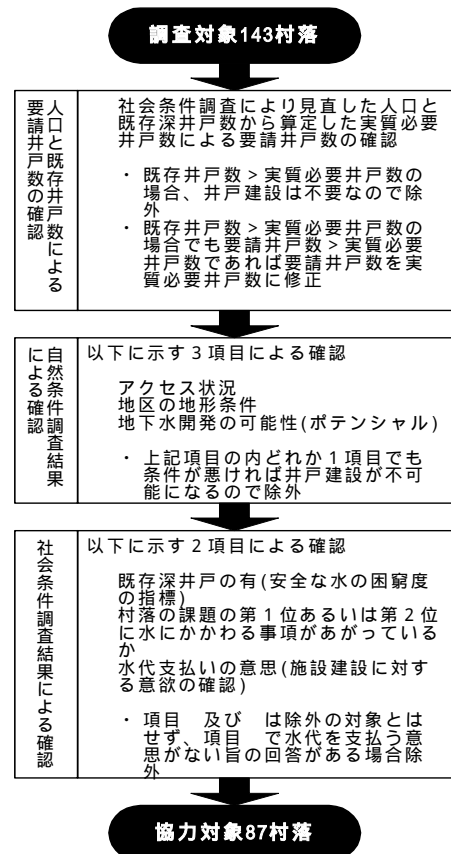 調査対象143村落
人口と既存井戸数による
要請井戸数の確認
社会条件調査により見直した人口と
既存深井戸数から算定した実質必要
井戸数による要請井戸数の確認
・ 既存井戸数>実質必要井戸数の
場合、井戸建設は不要なので除
外
・ 既存井戸数>実質必要井戸数の
場合でも要請井戸数>実質必要
井戸数であれば要請井戸数を実
質必要井戸数に修正
自然条件調査結果
による確認
以下に示す3項目による確認
アクセス状況
地区の地形条件
地下水開発の可能性(ポテンシャル)
・ 上記項目の内どれか1項目でも
条件が悪ければ井戸建設が不可
能になるので除外
社会条件調査結果による確認
以下に示す2項目による確認
既存深井戸の有(安全な水の困窮度
の指標)
村落の課題の第1位あるいは第2位
に水にかかわる事項があがっている
か
水代支払いの意思(施設建設に対す
る意欲の確認)
・ 項目 及び は除外の対象とは
せず、項目 で水代を支払う意
思がない旨の回答がある場合除
外
協力対象87村落